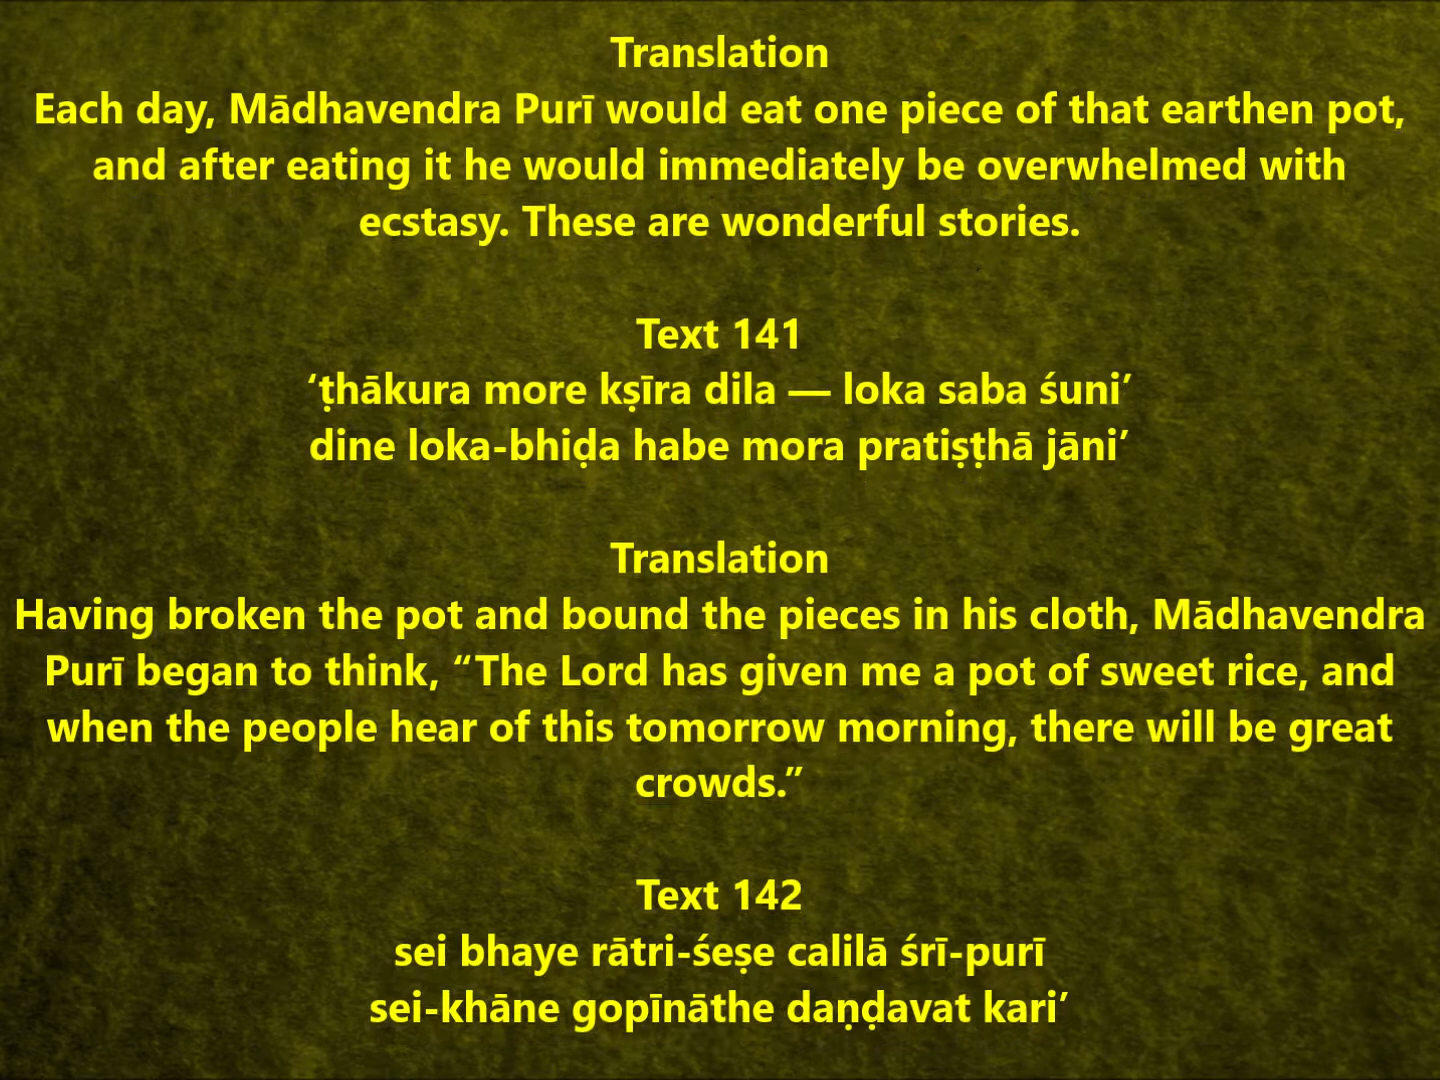 Translation
Each day, Mādhavendra Purī would eat one piece of that earthen pot,
and after eating it he would immediately be overwhelmed with
ecstasy. These are wonderful stories.
Text 141
‘ṭhākura more kṣīra dila — loka saba śuni’
dine loka-bhiḍa habe mora pratiṣṭhā jāni’
Translation
Having broken the pot and bound the pieces in his cloth, Mādhavendra
Purī began to think, “The Lord has given me a pot of sweet rice, and
when the people hear of this tomorrow morning, there will be great
crowds.”
Text 142
sei bhaye rātri-śeṣe calilā śrī-purī
sei-khāne gopīnāthe daṇḍavat kari’